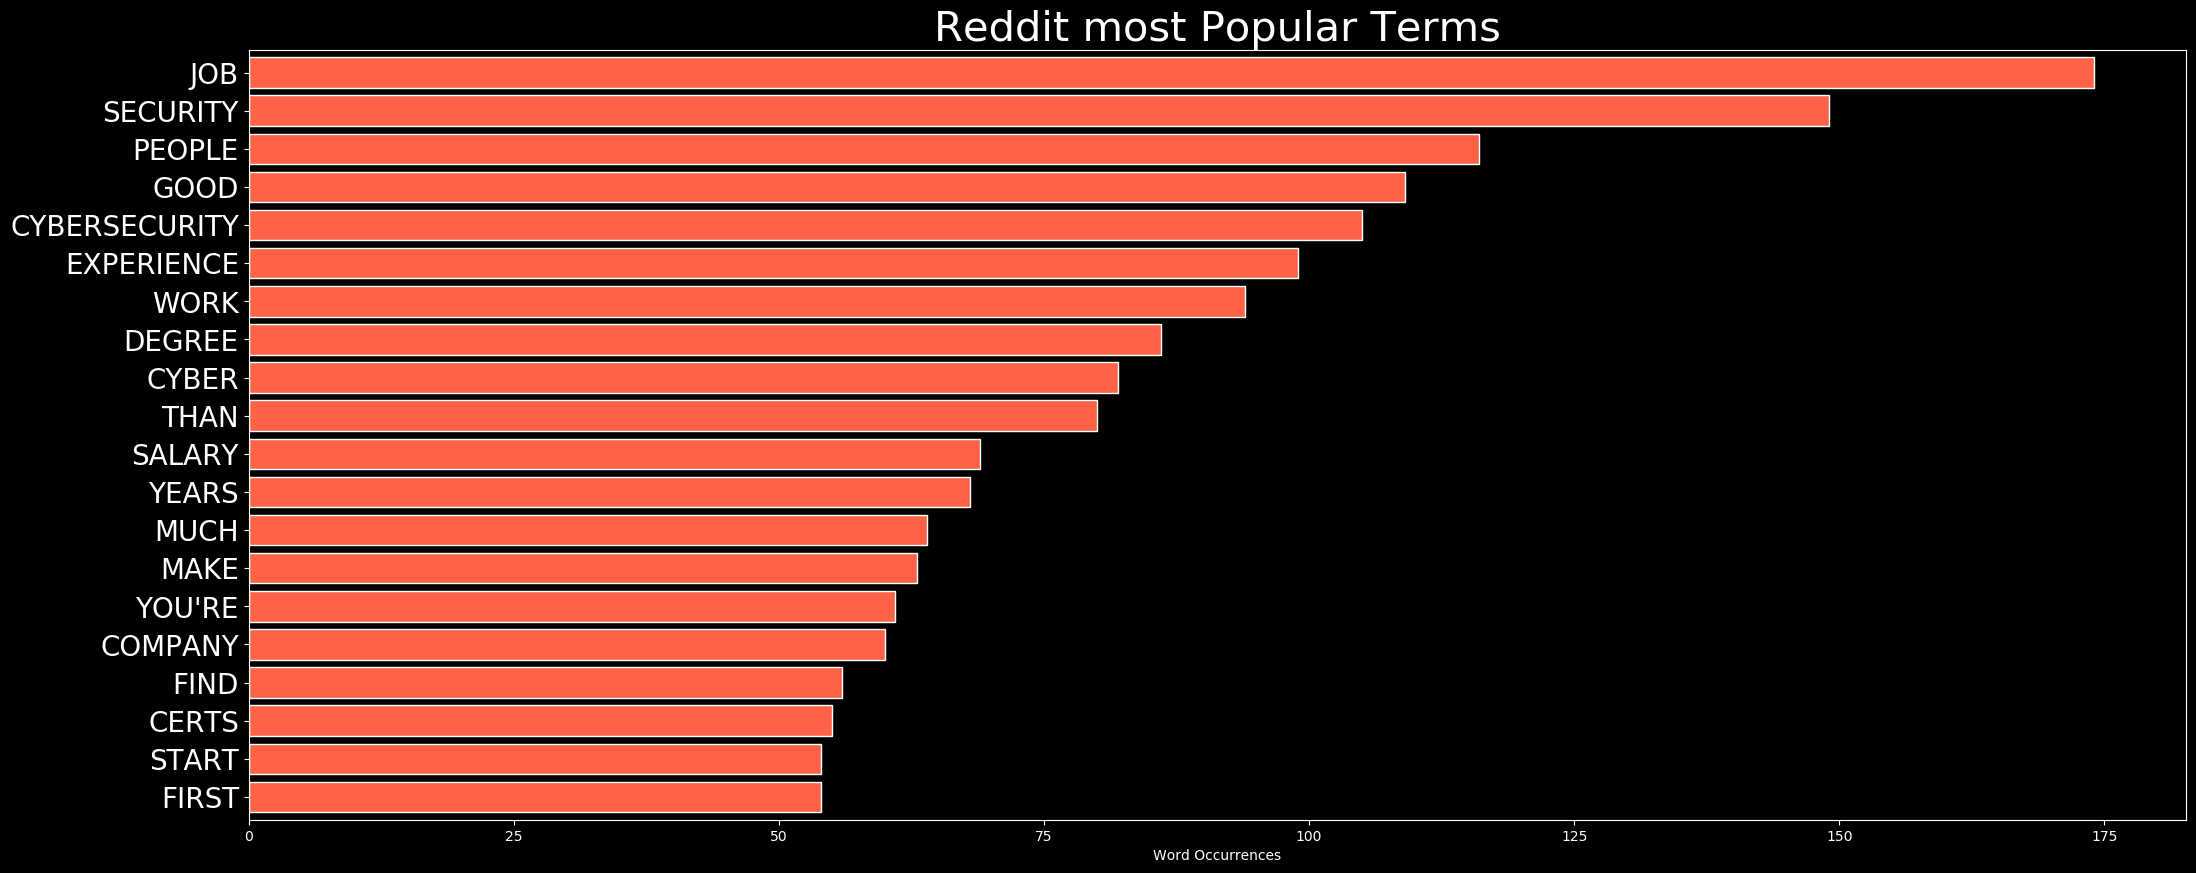 Reddit most Popular Terms
JOB
SECURITY
PEOPLE
GOOD
CYBERSECURITY
EXPERIENCE
WORK
DEGREE
CYBER
THAN
SALARY
YEARS
MUCH
MAKE
YOU'RE
COMPANY
FIND
CERTS
START
FIRST
0 25 50 75 100 125 150 175
Word Occurrences